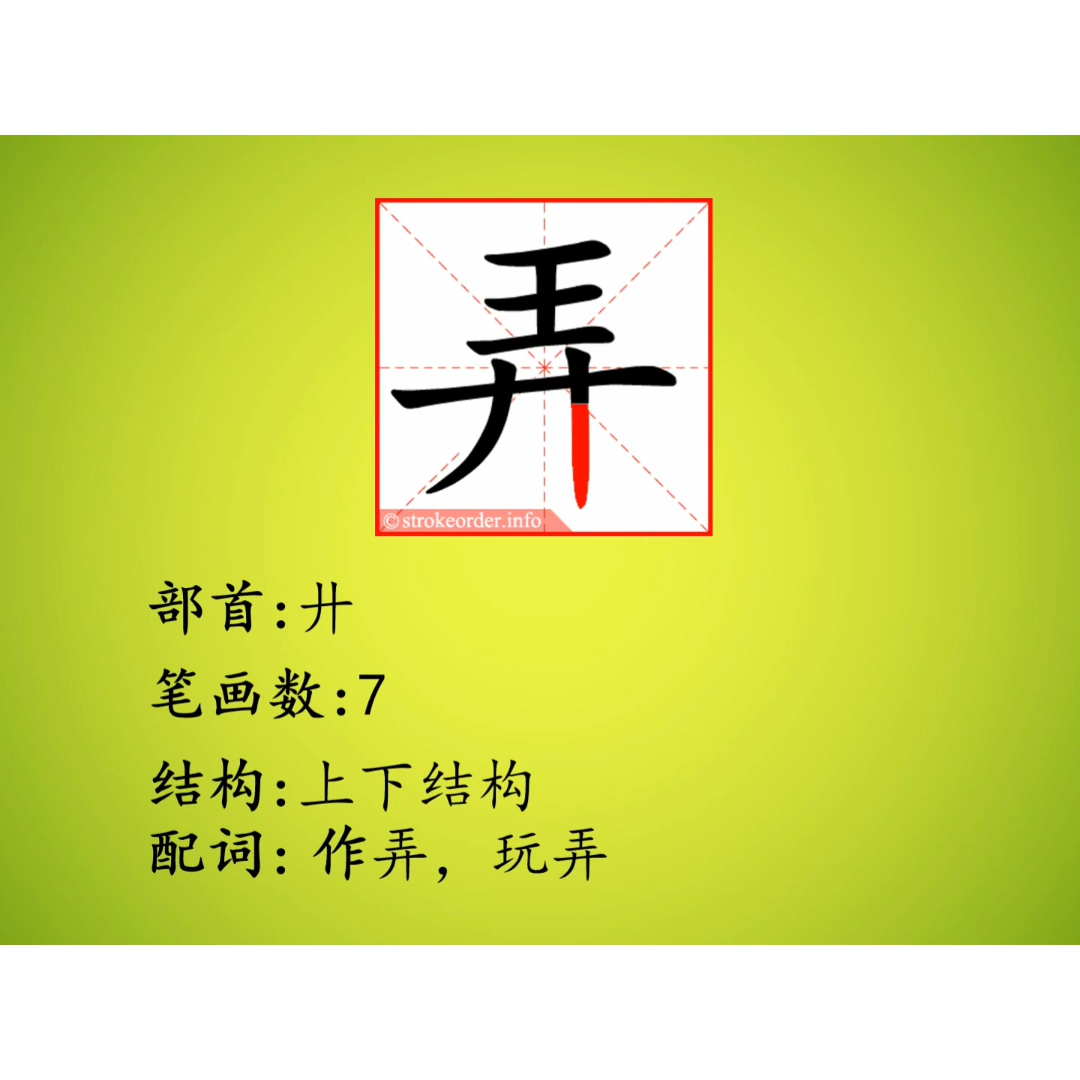 弄
© strokeorder.info
部首:廾
笔画数:7
结构:上下结构
配词: 作弄，玩弄